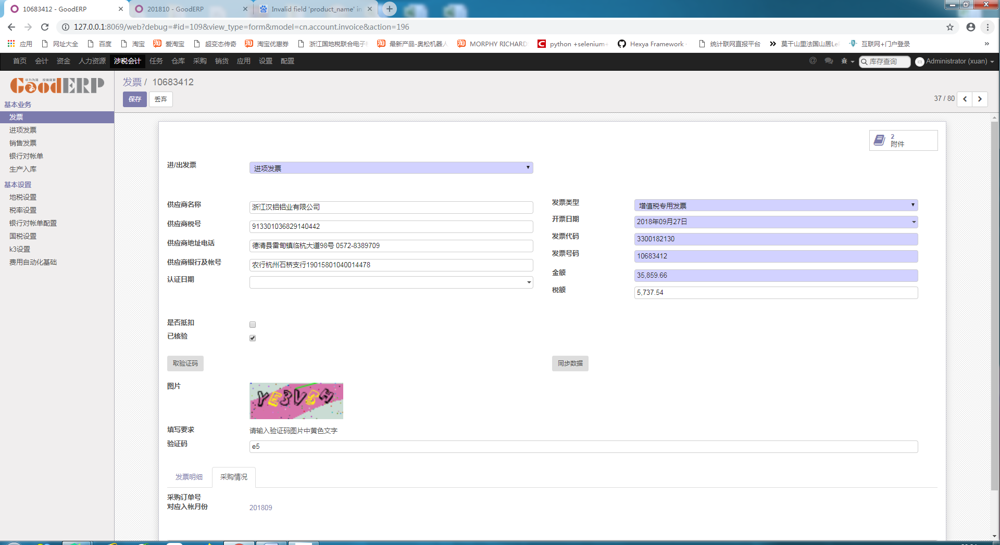 10683412 - GoodERP
201810 - GoodERP
Invalid field 'product_name' in
127.0.0.1:8069/web?debug=#id=109&view_type=form&model=cn.account.invoice&action=196
应用 网址大全 百度 淘宝 爱淘宝 超变态传奇 淘宝优惠券 浙江国地税联合电子 最新产品-奥松机器人 MORPHY RICHARD python +selenium+ Hexya Framework · 统计联网直报平台 莫干山里法国山居Le 互联网+门户登录 »
首页 会计 资金 人力资源 涉税会计 任务 仓库 采购 销货 应用 设置 配置 @ 库存查询 Administrator (xuan)
尽力为简 GoodERP
基本业务
发票
进项发票
销售发票
银行对帐单
生产入库
基本设置
地税设置
税率设置
银行对帐单配置
国税设置
k3设置
费用自动化基础
发票 / 10683412
保存 丢弃
37 / 80
2
附件
进/出发票 进项发票
供应商名称 浙江汉铝铝业有限公司
供应商税号 913301036829140442
供应商地址电话 德清县雷甸镇临杭大道98号 0572-8389709
供应商银行及帐号 农行杭州石桥支行19015801040014478
认证日期
发票类型 增值税专用发票
开票日期 2018年09月27日
发票代码 3300182130
发票号码 10683412
金额 35,859.66
税额 5,737.54
是否抵扣
已核验
取验证码 同步数据
图片
YE3V5H
填写要求 请输入验证码图片中黄色文字
验证码 e5
发票明细 采购情况
采购订单号
对应入帐月份 201809